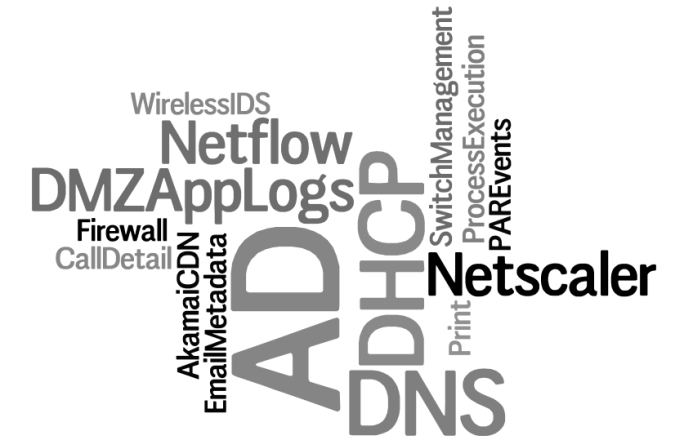 WirelessIDS
Netflow
DMZAppLogs
Firewall
CallDetail
AkamaiCDN
EmailMetadata
AD
DHCP
DNS
SwitchManagement
ProcessExecution
PAREvents
Netscaler
Print